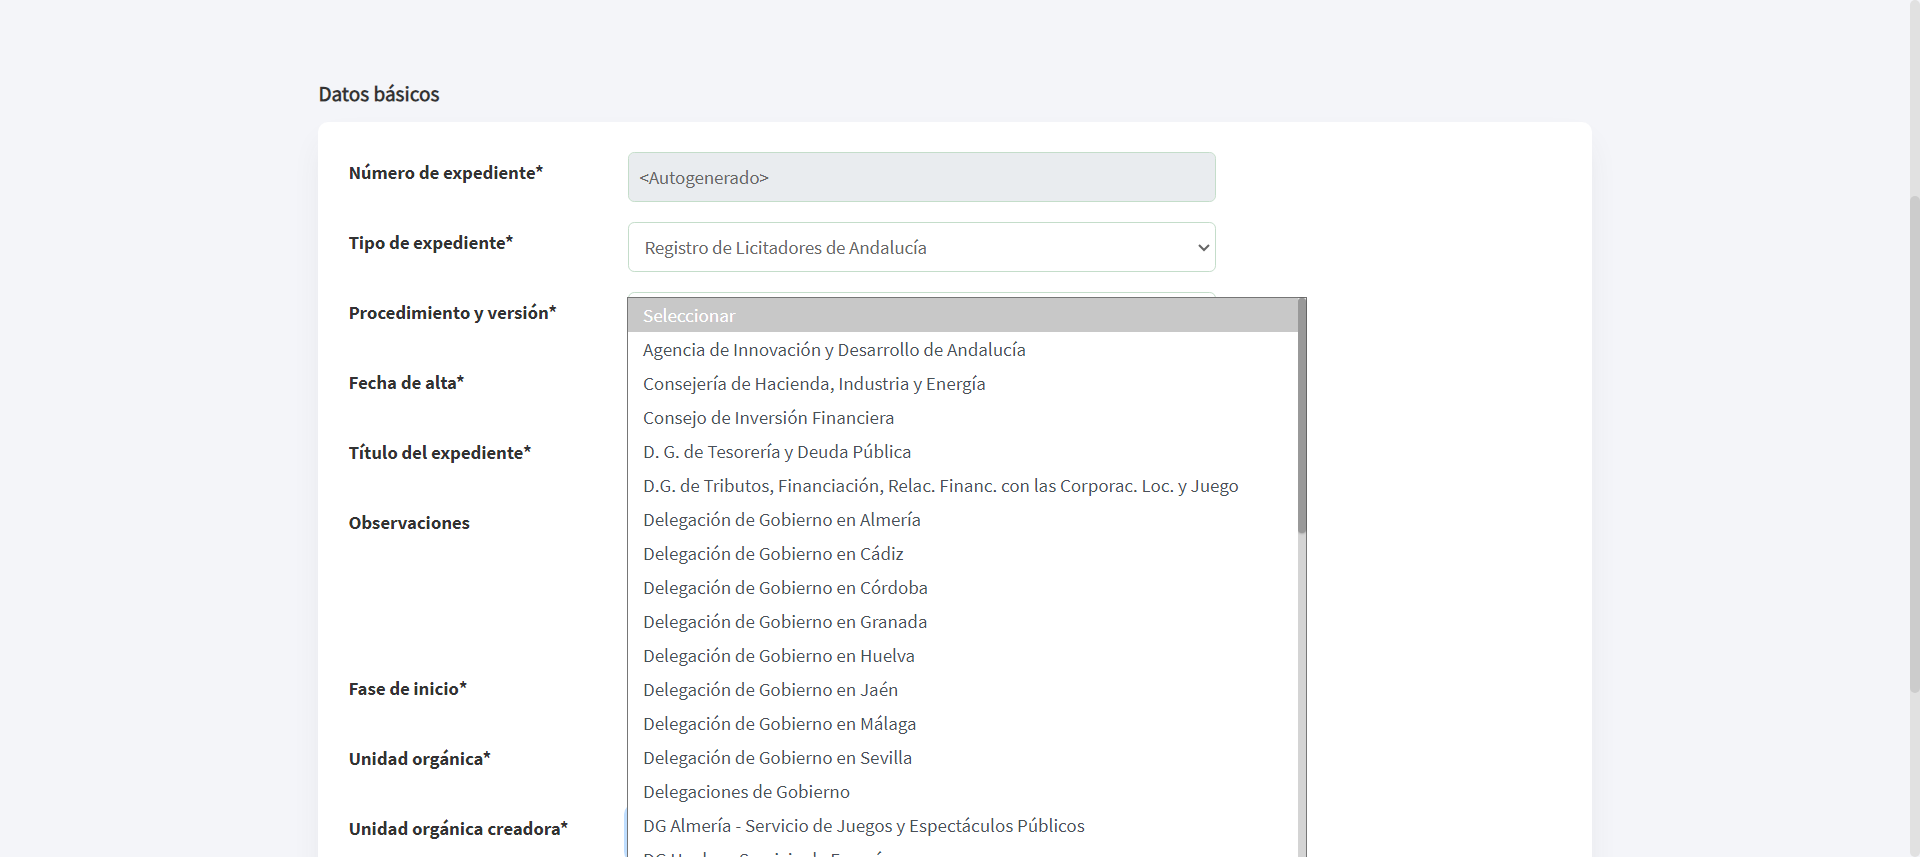 Datos básicos
Número de expediente*
<Autogenerado>
Tipo de expediente*
Registro de Licitadores de Andalucía
Procedimiento y versión*
Seleccionar
Agencia de Innovación y Desarrollo de Andalucía
Fecha de alta*
Consejería de Hacienda, Industria y Energía
Consejo de Inversión Financiera
Título del expediente*
D. G. de Tesorería y Deuda Pública
D.G. de Tributos, Financiación, Relac. Financ. con las Corporac. Loc. y Juego
Observaciones
Delegación de Gobierno en Almería
Delegación de Gobierno en Cádiz
Delegación de Gobierno en Córdoba
Delegación de Gobierno en Granada
Delegación de Gobierno en Huelva
Fase de inicio*
Delegación de Gobierno en Jaén
Delegación de Gobierno en Málaga
Unidad orgánica*
Delegación de Gobierno en Sevilla
Delegaciones de Gobierno
Unidad orgánica creadora*
DG Almería - Servicio de Juegos y Espectáculos Públicos